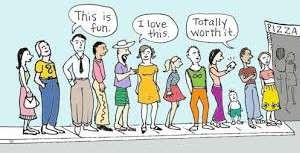 This is
fun.
I love
this.
Totally
worth it.
PIZZA